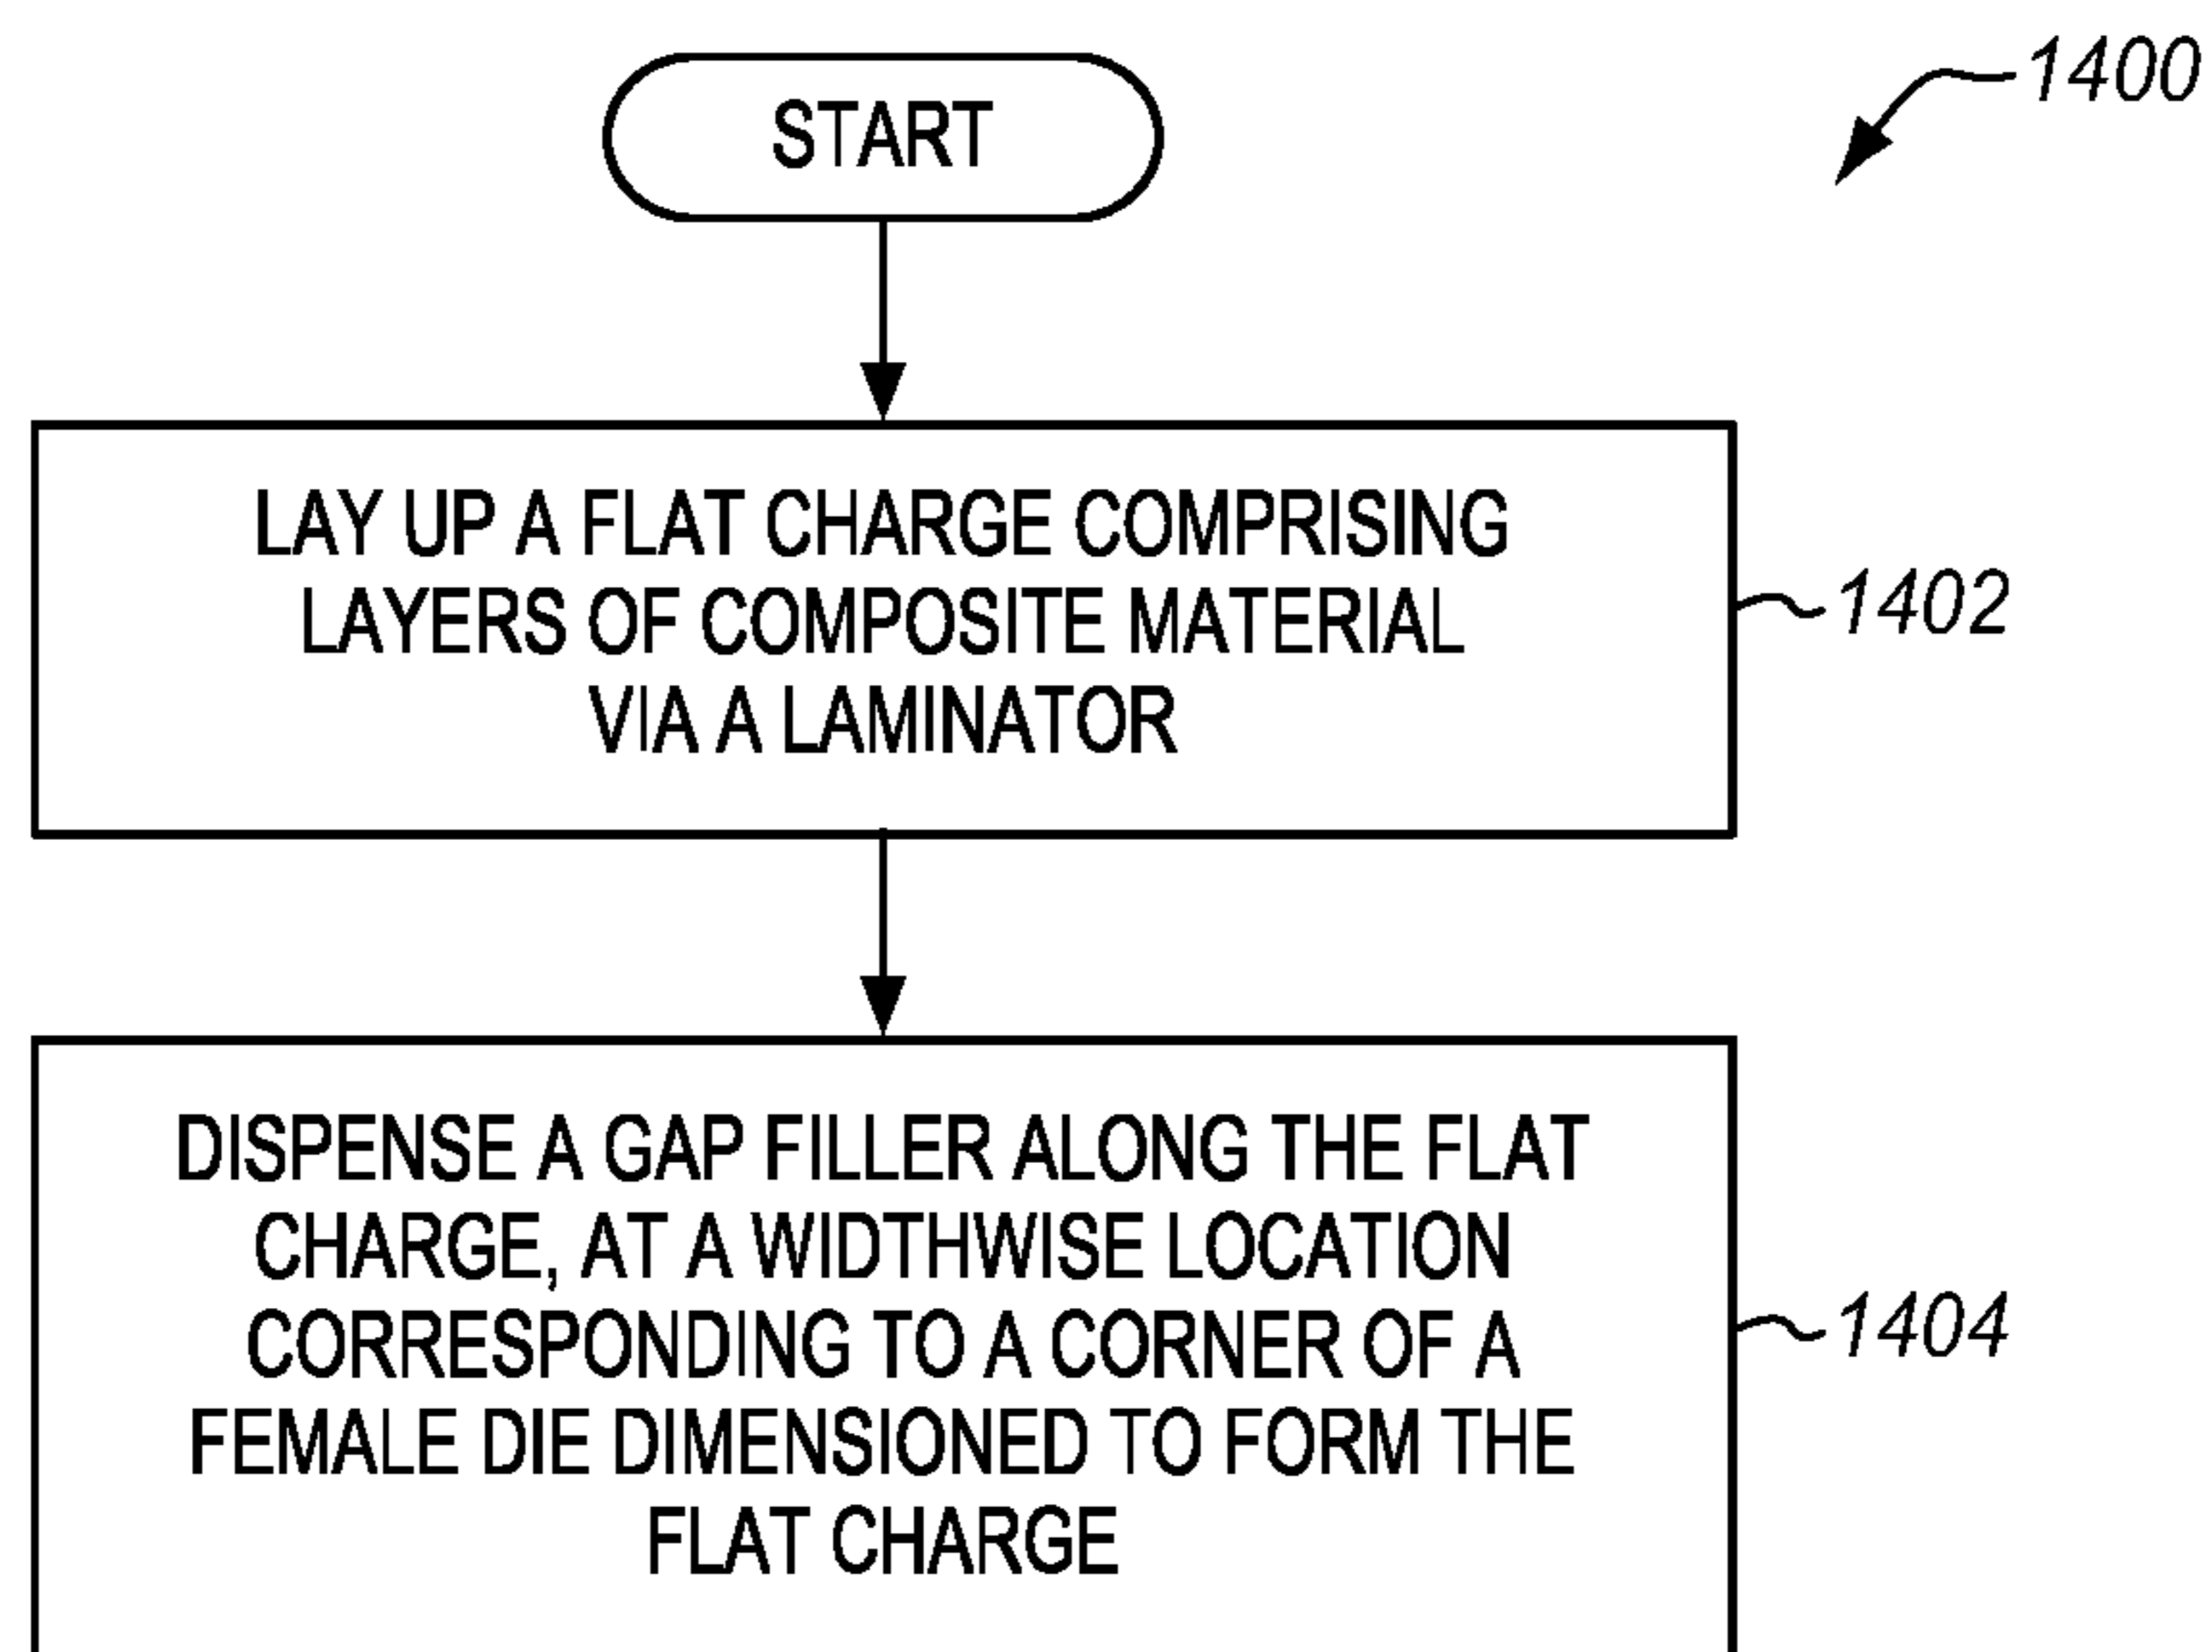 START
1400
LAY UP A FLAT CHARGE COMPRISING
LAYERS OF COMPOSITE MATERIAL
VIA A LAMINATOR
1402
DISPENSE A GAP FILLER ALONG THE FLAT
CHARGE, AT A WIDTHWISE LOCATION
CORRESPONDING TO A CORNER OF A
FEMALE DIE DIMENSIONED TO FORM THE
FLAT CHARGE
1404